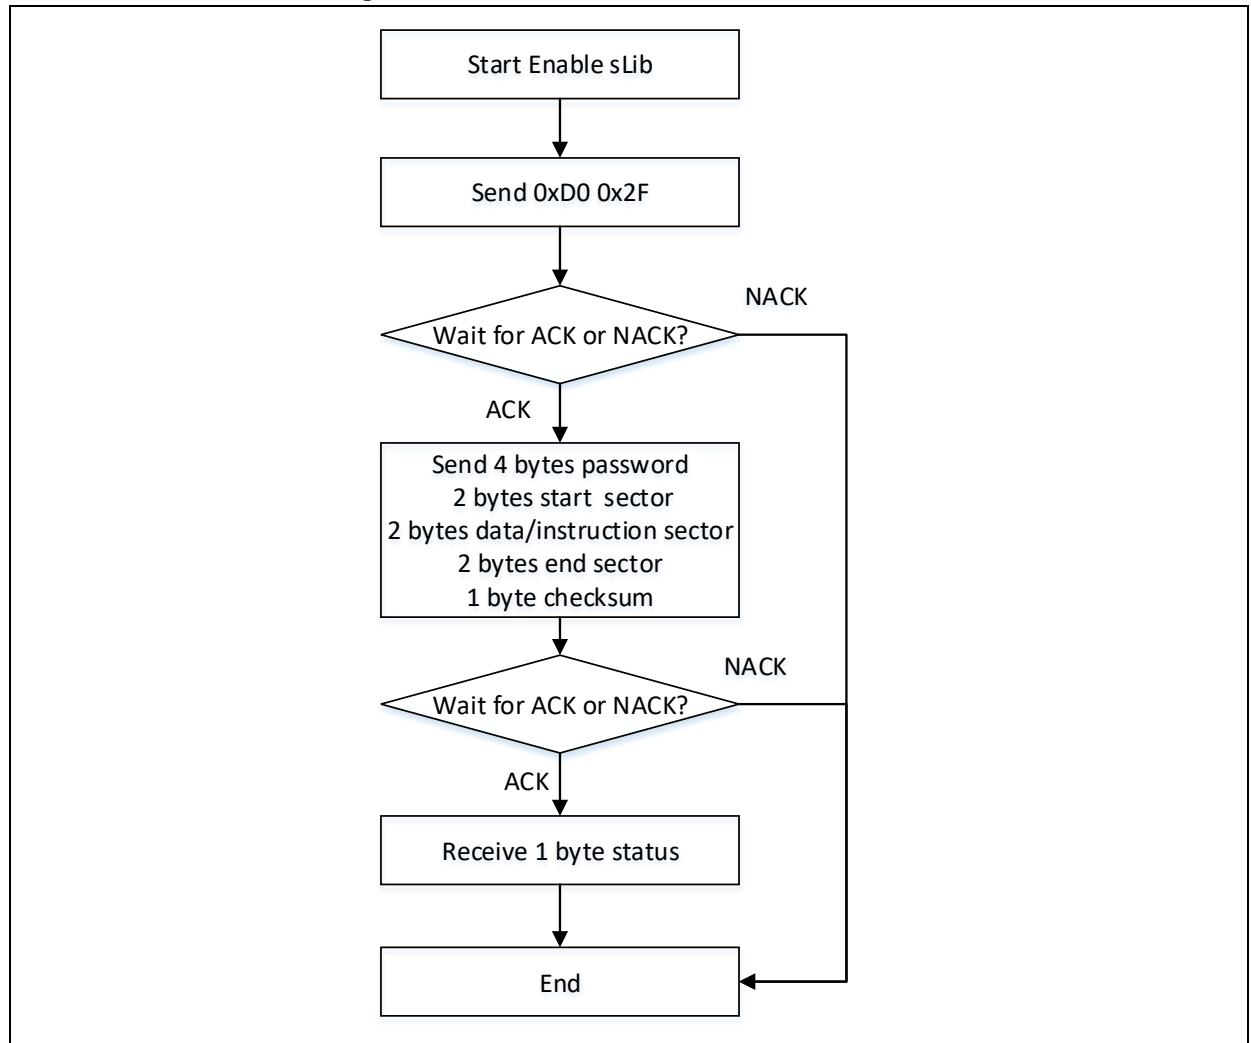 Start Enable sLib
Send 0xD0 0x2F
NACK
Wait for ACK or NACK?
ACK
Send 4 bytes password
2 bytes start sector
2 bytes data/instruction sector
2 bytes end sector
1 byte checksum
NACK
Wait for ACK or NACK?
ACK
Receive 1 byte status
End